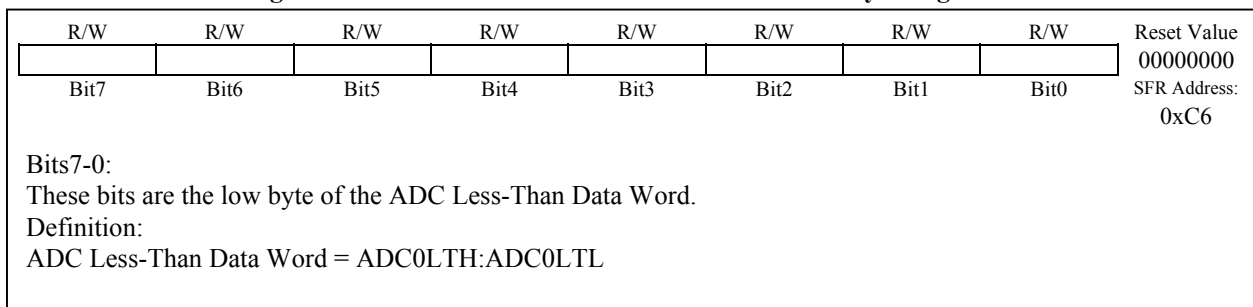 R/W R/W R/W R/W R/W R/W R/W R/W Reset Value
00000000
Bit7 Bit6 Bit5 Bit4 Bit3 Bit2 Bit1 Bit0 SFR Address:
0xC6
Bits7-0:
These bits are the low byte of the ADC Less-Than Data Word.
Definition:
ADC Less-Than Data Word = ADC0LTH:ADC0LTL